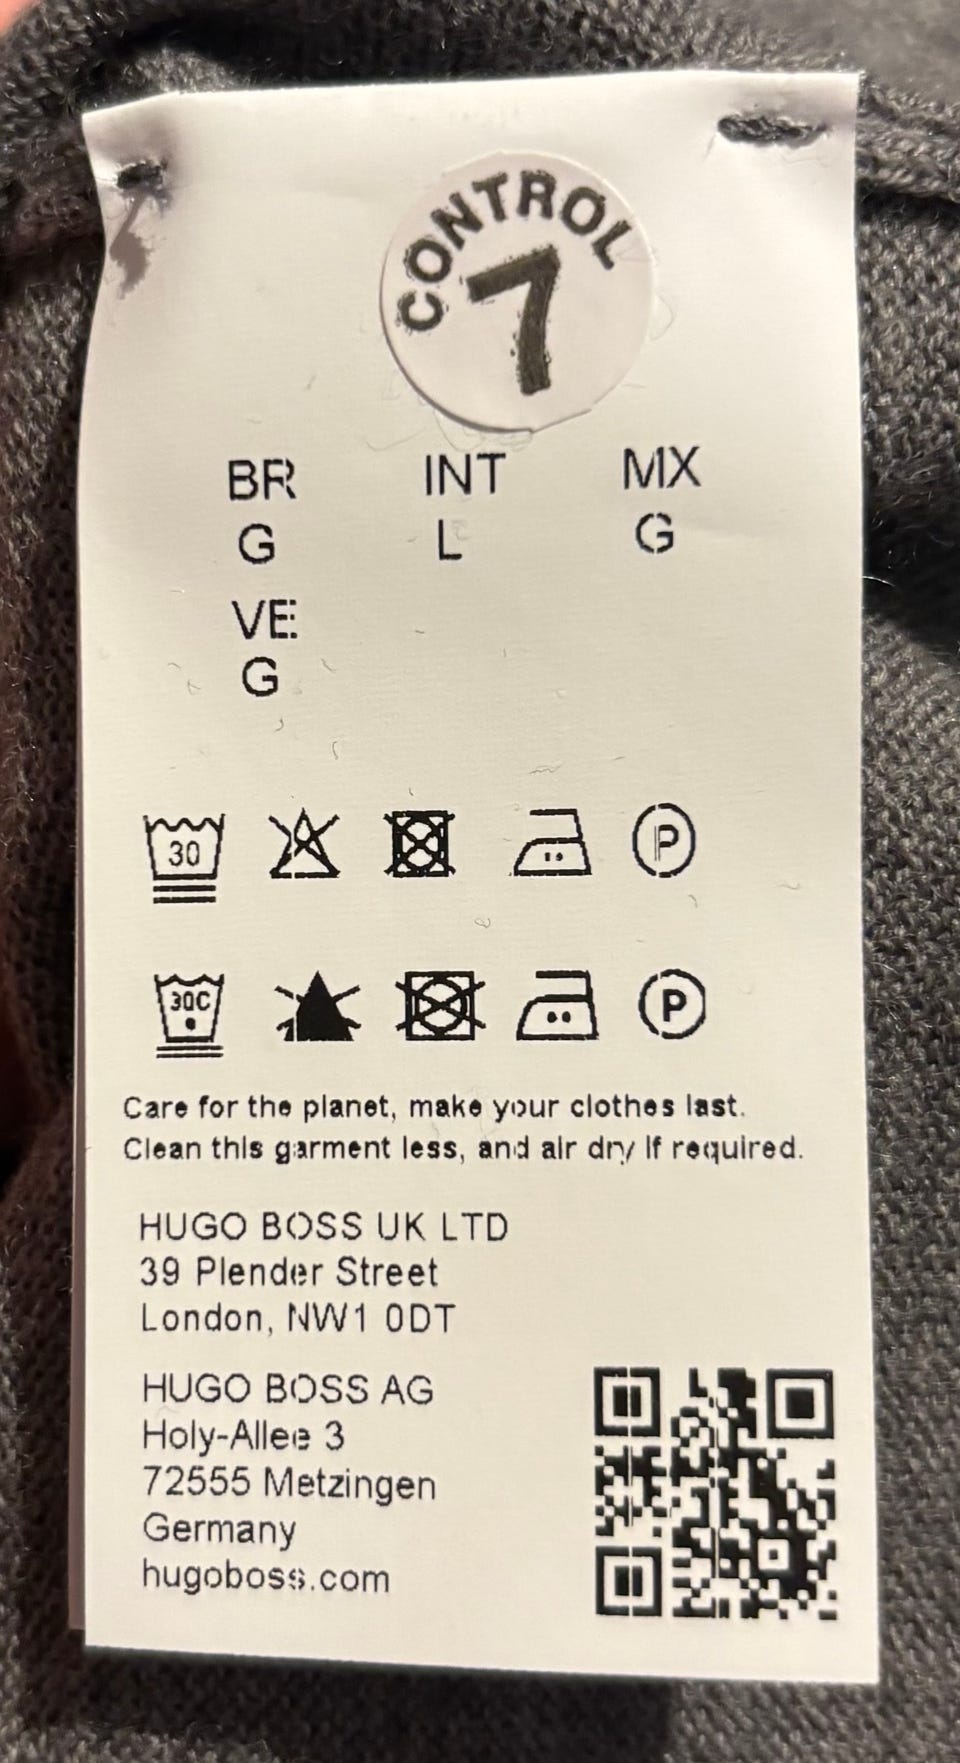 CONTROL
7
BR INT MX
G L G
VE
G
30 P
30C P
Care for the planet, make your clothes last.
Clean this garment less, and air dry if required.
HUGO BOSS UK LTD
39 Plender Street
London, NW1 0DT
HUGO BOSS AG
Holy-Allee 3
72555 Metzingen
Germany
hugoboss.com